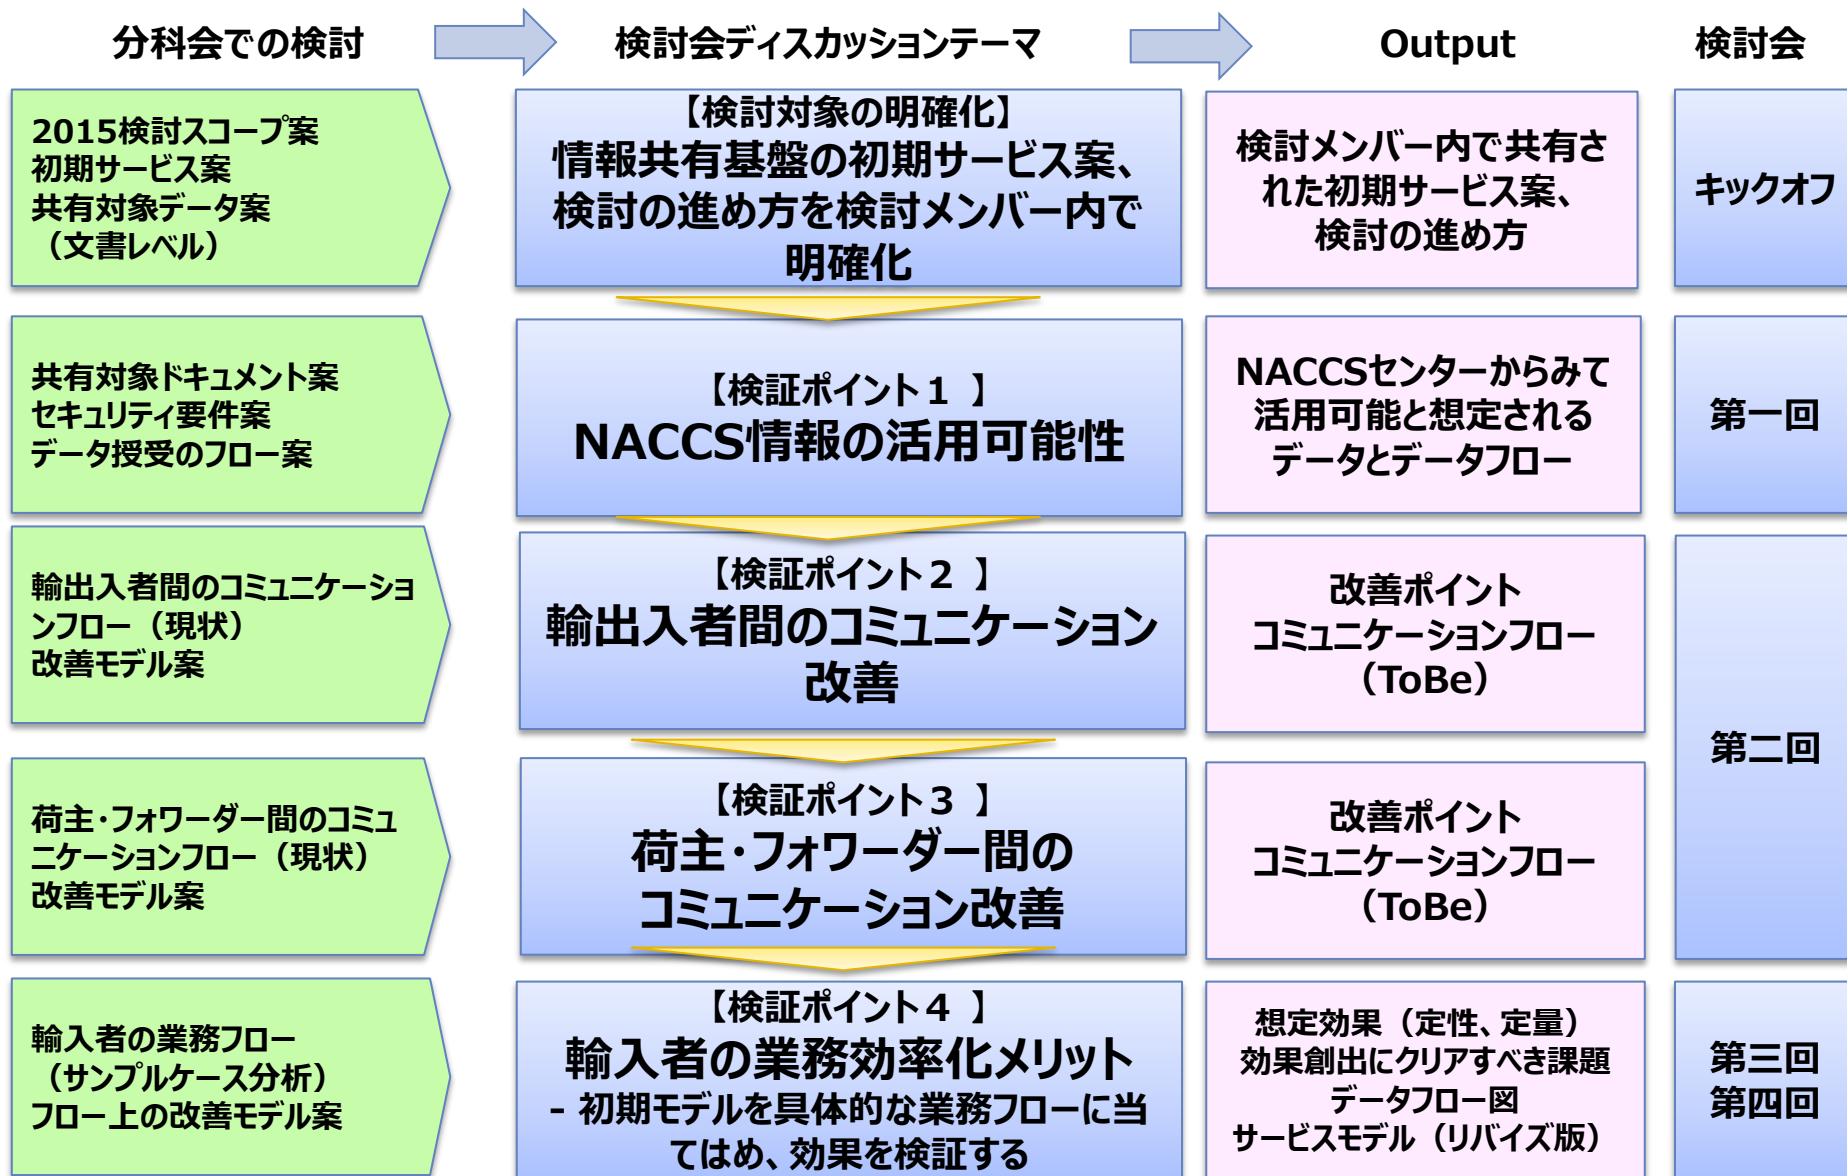 分科会での検討
検討会ディスカッションテーマ
Output
検討会
2015検討スコープ案
初期サービス案
共有対象データ案
（文書レベル）
【検討対象の明確化】
情報共有基盤の初期サービス案、
検討の進め方を検討メンバー内で
明確化
検討メンバー内で共有さ
れた初期サービス案、
検討の進め方
キックオフ
共有対象ドキュメント案
セキュリティ要件案
データ授受のフロー案
【検証ポイント１ 】
NACCS情報の活用可能性
NACCSセンターからみて
活用可能と想定される
データとデータフロー
第一回
輸出入者間のコミュニケーショ
ンフロー（現状）
改善モデル案
【検証ポイント２ 】
輸出入者間のコミュニケーション
改善
改善ポイント
コミュニケーションフロー
（ToBe）
第二回
荷主・フォワーダー間のコミュ
ニケーションフロー（現状）
改善モデル案
【検証ポイント３ 】
荷主・フォワーダー間の
コミュニケーション改善
改善ポイント
コミュニケーションフロー
（ToBe）
輸入者の業務フロー
（サンプルケース分析）
フロー上の改善モデル案
【検証ポイント４ 】
輸入者の業務効率化メリット
- 初期モデルを具体的な業務フローに当
てはめ、効果を検証する
想定効果（定性、定量）
効果創出にクリアすべき課題
データフロー図
サービスモデル（リバイズ版）
第三回
第四回